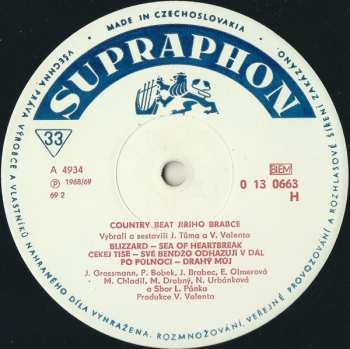 MADE IN CZECHOSLOVAKIA
VŠECHNA PRÁVA VÝROBCE A VLASTNÍKŮ NAHRANÉHO DÍLA VYHRAZENA. ROZMNOŽOVÁNÍ, VEŘEJNÉ PROVOZOVÁNÍ A ROZHLASOVÉ ŠÍŘENÍ ZAKÁZÁNO
SUPRAPHON
33
A 4934
Ⓟ 1968/69
69 2
BIEM
0 13 0663
H
COUNTRY BEAT JIŘÍHO BRABCE
Vybrali a sestavili J. Tůma a V. Valenta
BLIZZARD – SEA OF HEARTBREAK
ČEKEJ TIŠE – SVÉ BENDŽO ODHAZUJI V DÁL
PO PŮLNOCI – DRAHÝ MŮJ
J. Grossmann, P. Bobek, J. Brabec, E. Olmerová
M. Chladil, M. Drobný, N. Urbánková
a Sbor L. Pánka
Produkce V. Valenta